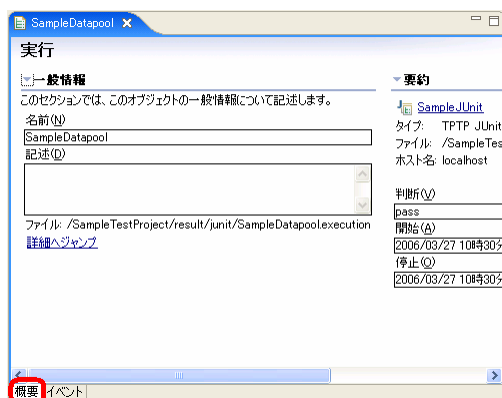 SampleDatapool
実行
一般情報
このセクションでは、このオブジェクトの一般情報について記述します。
名前(N)
SampleDatapool
記述(D)
ファイル: /SampleTestProject/result/junit/SampleDatapool.execution
詳細へジャンプ
要約
SampleJUnit
タイプ: TPTP JUnit
ファイル: /SampleTes
ホスト名: localhost
判断(V)
pass
開始(A)
2006/03/27 10時30分
停止(O)
2006/03/27 10時30分
概要 イベント